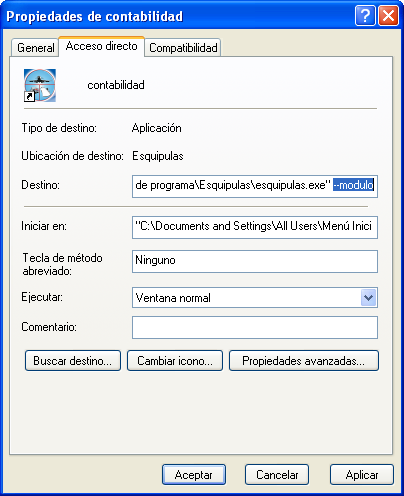 Propiedades de contabilidad
General Acceso directo Compatibilidad
contabilidad
Tipo de destino: Aplicación
Ubicación de destino: Esquipulas
Destino: de programa\Esquipulas\esquipulas.exe" --modulo
Iniciar en: "C:\Documents and Settings\All Users\Menú Inici
Tecla de método abreviado: Ninguno
Ejecutar: Ventana normal
Comentario:
Buscar destino... Cambiar icono... Propiedades avanzadas...
Aceptar Cancelar Aplicar